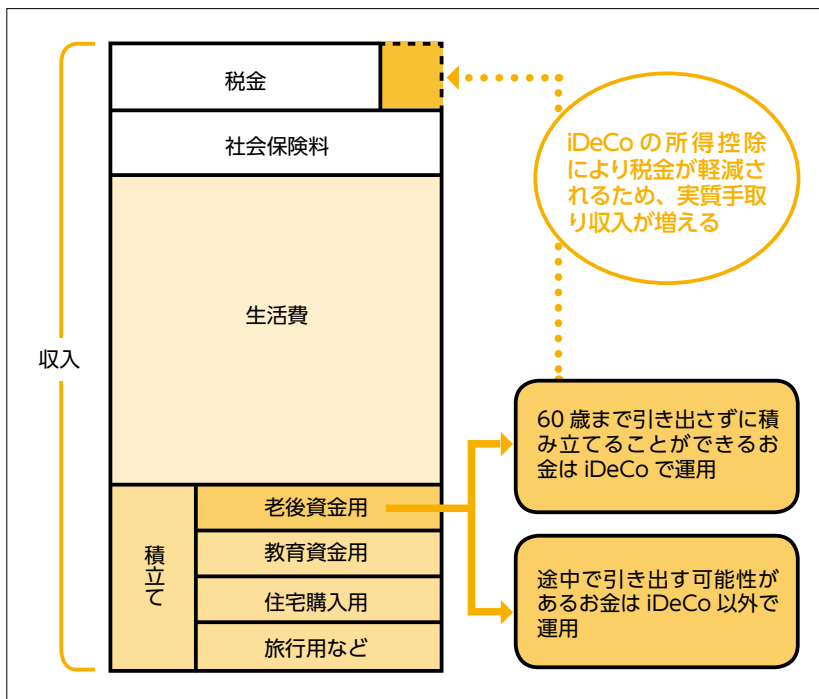 収入
税金
社会保険料
生活費
積立て
老後資金用
教育資金用
住宅購入用
旅行用など
iDeCo の所得控除
により税金が軽減さ
れるため、実質手取
り収入が増える
60 歳まで引き出さずに積
み立てることができるお
金は iDeCo で運用
途中で引き出す可能性が
あるお金は iDeCo 以外で
運用